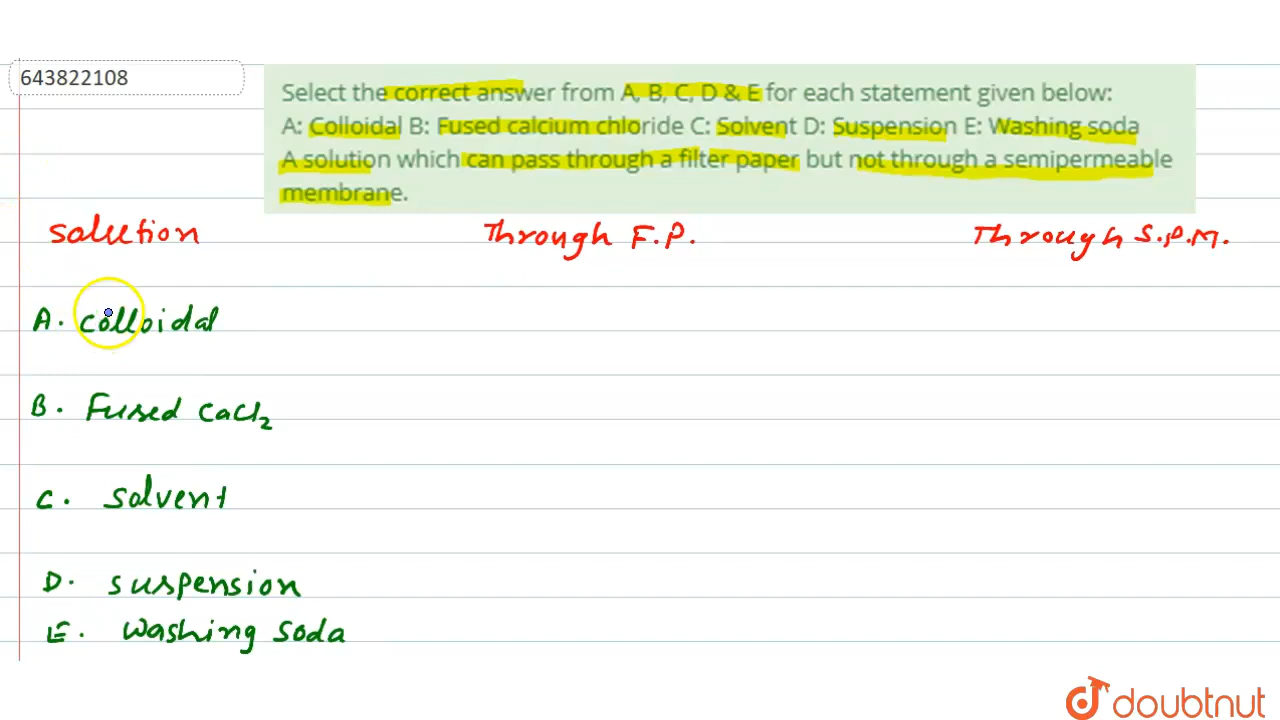 643822108
Select the correct answer from A, B, C, D & E for each statement given below:
A: Colloidal B: Fused calcium chloride C: Solvent D: Suspension E: Washing soda
A solution which can pass through a filter paper but not through a semipermeable
membrane.
Solution Through F.P. Through S.P.M.
A. Colloidal
B. Fused CaCl₂
C. Solvent
D. Suspension
E. Washing Soda
doubtnut